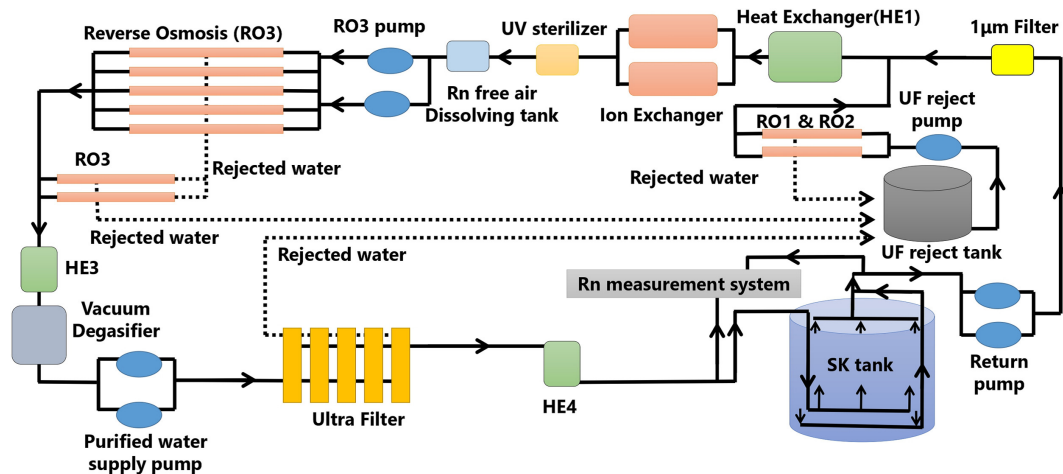 Reverse Osmosis (RO3)
RO3 pump
UV sterilizer
Heat Exchanger(HE1)
1μm Filter
Rn free air
Dissolving tank
Ion Exchanger
RO1 & RO2
UF reject
pump
RO3
Rejected water
Rejected water
Rejected water
UF reject tank
Rejected water
HE3
Vacuum
Degasifier
Rn measurement system
SK tank
Return
pump
HE4
Ultra Filter
Purified water
supply pump